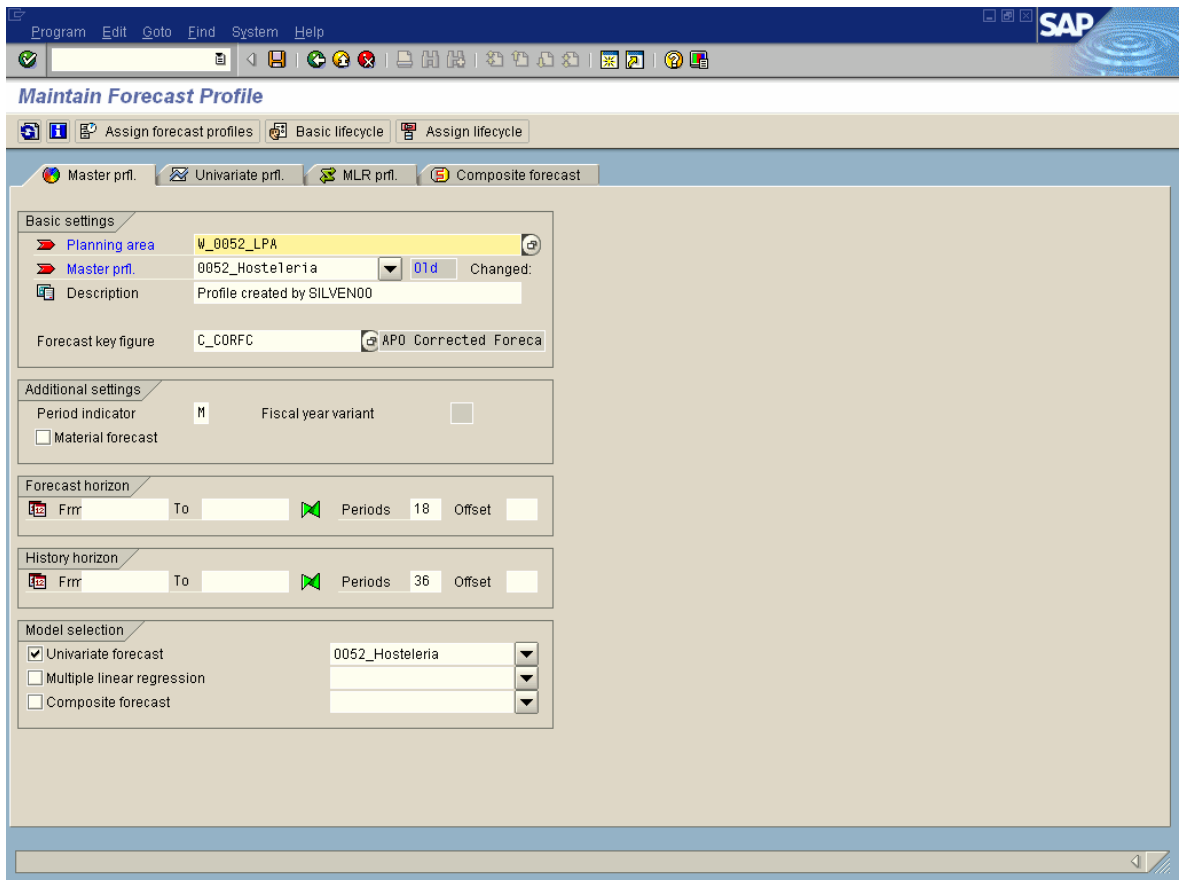 Program Edit Goto Find System Help
SAP
Maintain Forecast Profile
Assign forecast profiles Basic lifecycle Assign lifecycle
Master prfl. Univariate prfl. MLR prfl. Composite forecast
Basic settings
Planning area W_0052_LPA
Master prfl. 0052_Hosteleria Old Changed:
Description Profile created by SILVEN00
Forecast key figure C_CORFC APO Corrected Foreca
Additional settings
Period indicator M Fiscal year variant
Material forecast
Forecast horizon
Frm To Periods 18 Offset
History horizon
Frm To Periods 36 Offset
Model selection
Univariate forecast 0052_Hosteleria
Multiple linear regression
Composite forecast